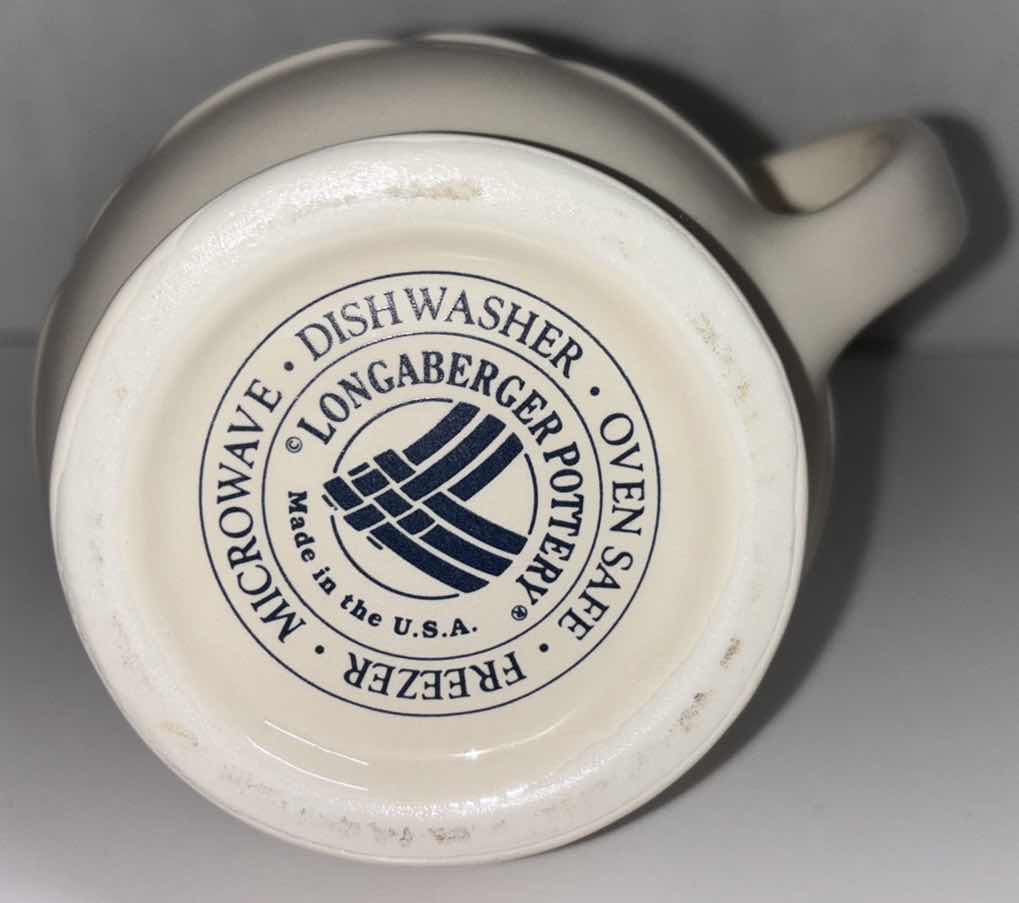 MICROWAVE • DISHWASHER • OVEN SAFE • FREEZER •
© LONGABERGER POTTERY ®
Made in the U.S.A.